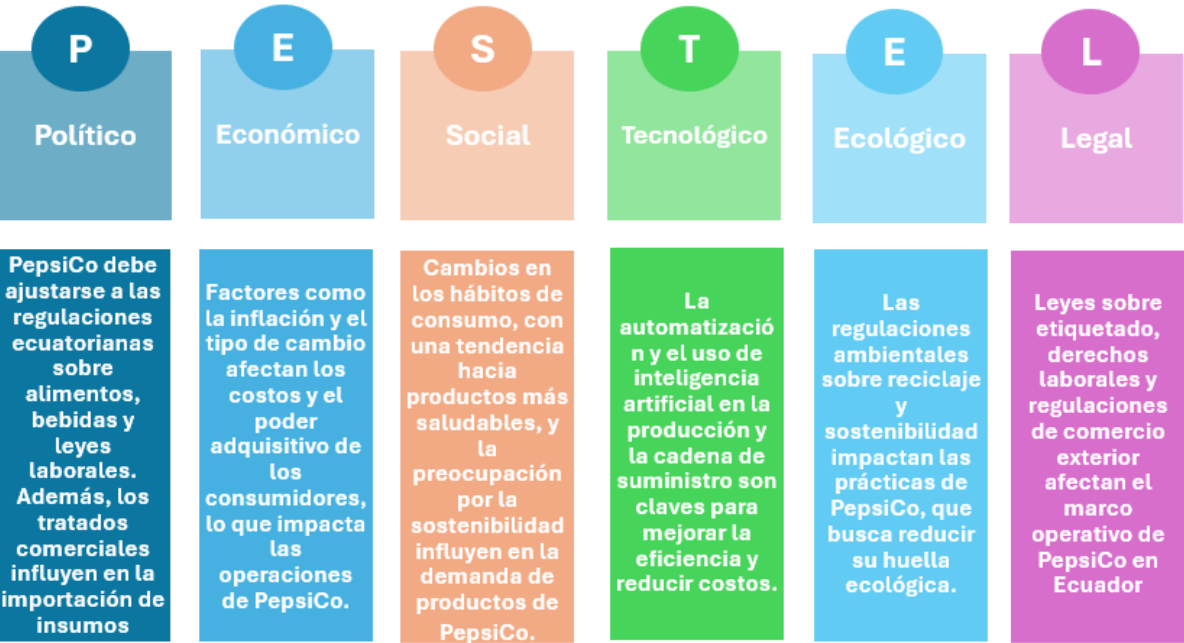 P
Político
PepsiCo debe
ajustarse a las
regulaciones
ecuatorianas
sobre
alimentos,
bebidas y
leyes
laborales.
Además, los
tratados
comerciales
influyen en la
importación de
insumos
E
Económico
Factores como
la inflación y el
tipo de cambio
afectan los
costos y el
poder
adquisitivo de
los
consumidores,
lo que impacta
las
operaciones
de PepsiCo.
S
Social
Cambios en
los hábitos de
consumo, con
una tendencia
hacia
productos más
saludables, y
la
preocupación
por la
sostenibilidad
influyen en la
demanda de
productos de
PepsiCo.
T
Tecnológico
La
automatizació
n y el uso de
inteligencia
artificial en la
producción y
la cadena de
suministro son
claves para
mejorar la
eficiencia y
reducir costos.
E
Ecológico
Las
regulaciones
ambientales
sobre reciclaje
y
sostenibilidad
impactan las
prácticas de
PepsiCo, que
busca reducir
su huella
ecológica.
L
Legal
Leyes sobre
etiquetado,
derechos
laborales y
regulaciones
de comercio
exterior
afectan el
marco
operativo de
PepsiCo en
Ecuador